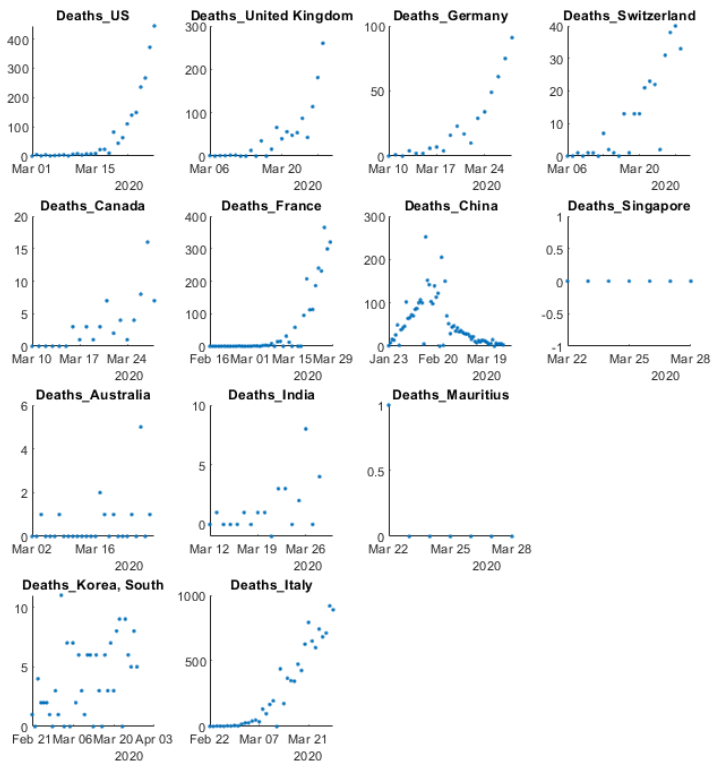 Deaths_US
400
300
200
100
0
Mar 01 Mar 15
2020
Deaths_United Kingdom
300
200
100
0
Mar 06 Mar 20
2020
Deaths_Germany
100
50
0
Mar 10 Mar 17 Mar 24
2020
Deaths_Switzerland
40
30
20
10
0
Mar 06 Mar 20
2020
Deaths_Canada
20
15
10
5
0
Mar 10 Mar 17 Mar 24
2020
Deaths_France
400
300
200
100
0
Feb 16 Mar 01 Mar 15 Mar 29
2020
Deaths_China
300
200
100
0
Jan 23 Feb 20 Mar 19
2020
Deaths_Singapore
1
0.5
0
-0.5
-1
Mar 22 Mar 25 Mar 28
2020
Deaths_Australia
6
4
2
0
Mar 02 Mar 16
2020
Deaths_India
10
5
0
Mar 12 Mar 19 Mar 26
2020
Deaths_Mauritius
1
0.5
0
Mar 22 Mar 25 Mar 28
2020
Deaths_Korea, South
10
5
0
Feb 21 Mar 06 Mar 20 Apr 03
2020
Deaths_Italy
1000
500
0
Feb 22 Mar 07 Mar 21
2020